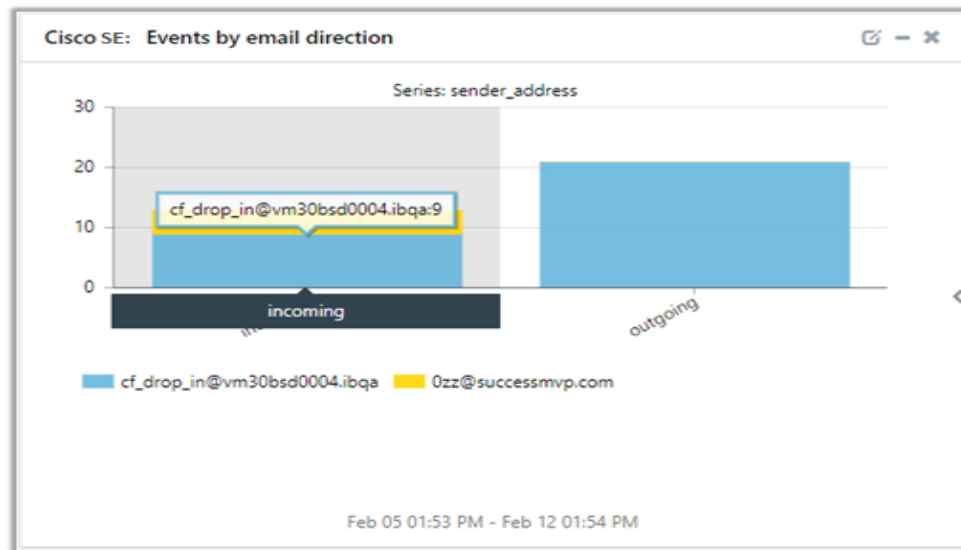 Cisco SE: Events by email direction
Series: sender_address
30
20
cf_drop_in@vm30bsd0004.ibqa:9
10
0
incoming
outgoing
cf_drop_in@vm30bsd0004.ibqa 0zz@successmvp.com
Feb 05 01:53 PM - Feb 12 01:54 PM